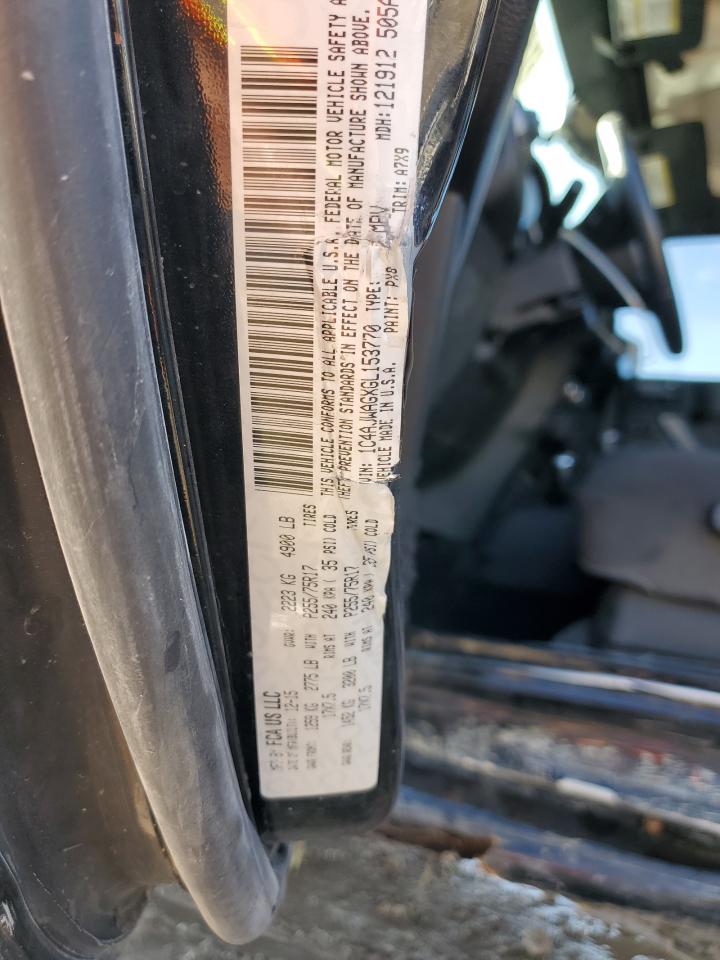 MFD BY FCA US LLC
DATE OF MFR: 12-15 GVWR: 2223 KG 4900 LB
GAWR FRONT: 1259 KG 2775 LB WITH P255/75R17 TIRES
17X7.5 RIMS AT 240 KPA ( 35 PSI) COLD
GAWR REAR: 1452 KG 3200 LB WITH P255/75R17 TIRES
17X7.5 RIMS AT 240 KPA ( 35 PSI) COLD
THIS VEHICLE CONFORMS TO ALL APPLICABLE U.S.A. FEDERAL MOTOR VEHICLE SAFETY
THEFT PREVENTION STANDARDS IN EFFECT ON THE DATE OF MANUFACTURE SHOWN ABOVE.
VIN: 1C4AJWAGXGL153770 TYPE: MPV MDH:121912 505
VEHICLE MADE IN U.S.A. PAINT: PX8 TRIM: A7X9